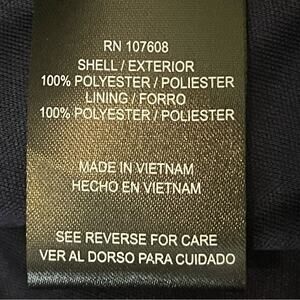 RN 107608
SHELL / EXTERIOR
100% POLYESTER / POLIESTER
LINING / FORRO
100% POLYESTER / POLIESTER
MADE IN VIETNAM
HECHO EN VIETNAM
SEE REVERSE FOR CARE
VER AL DORSO PARA CUIDADO